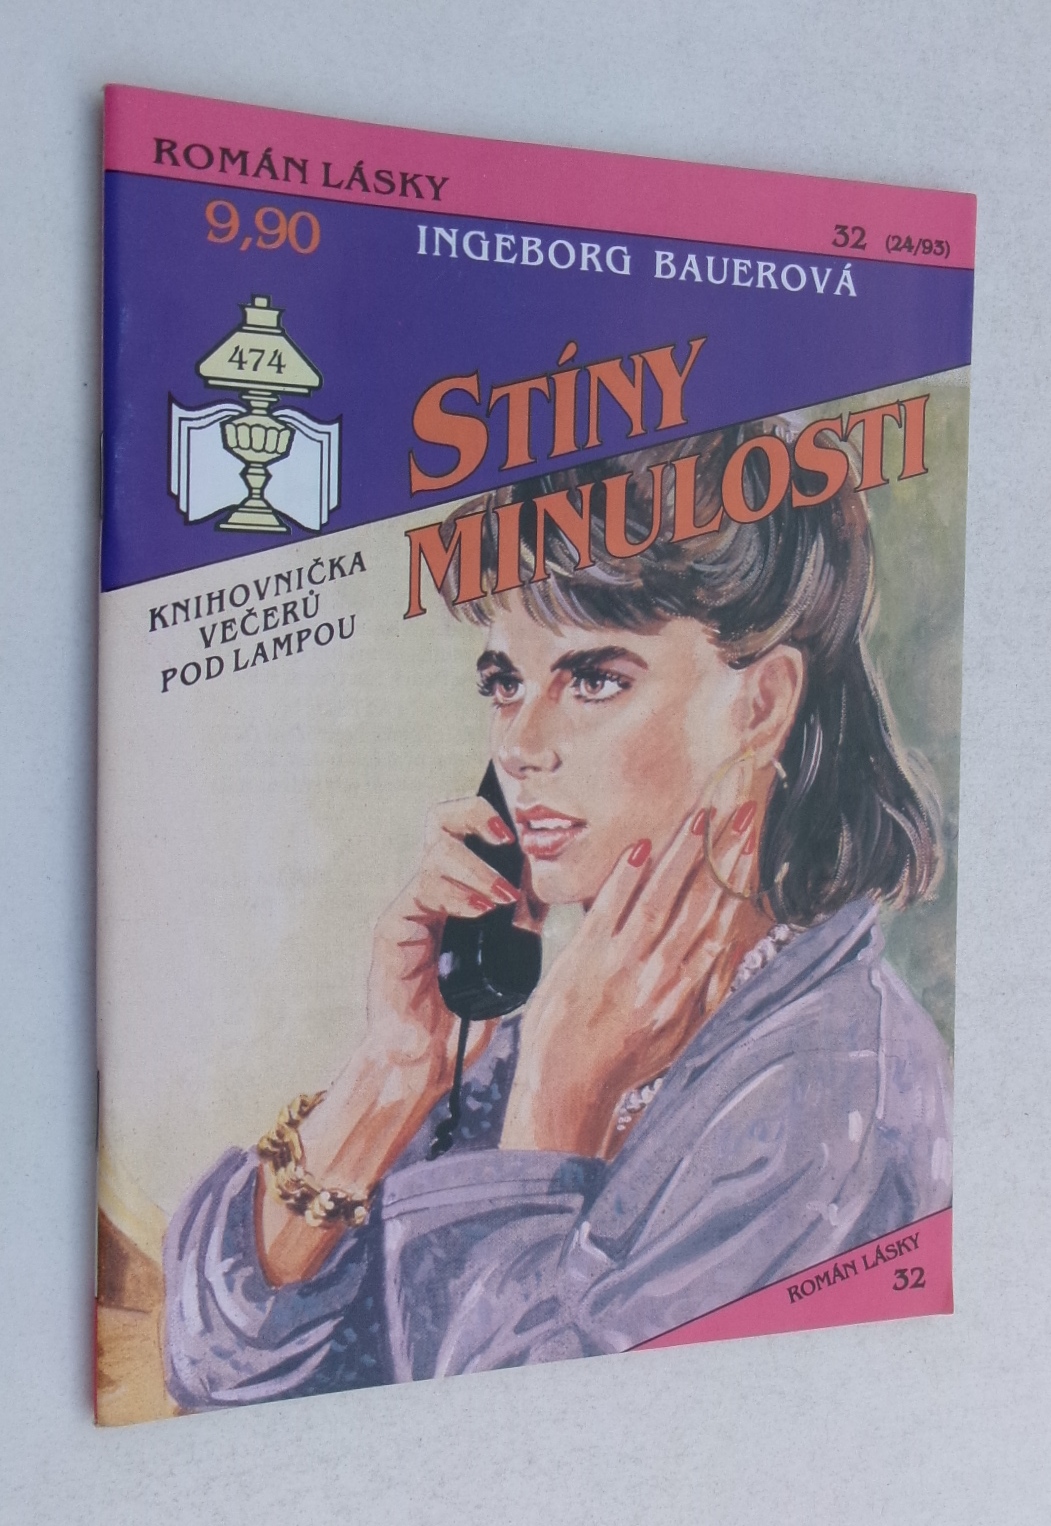 ROMÁN LÁSKY
9,90
INGEBORG BAUEROVÁ
32 (24/93)
474
STÍNY
MINULOSTI
KNIHOVNIČKA
VEČERŮ
POD LAMPOU
ROMÁN LÁSKY
32